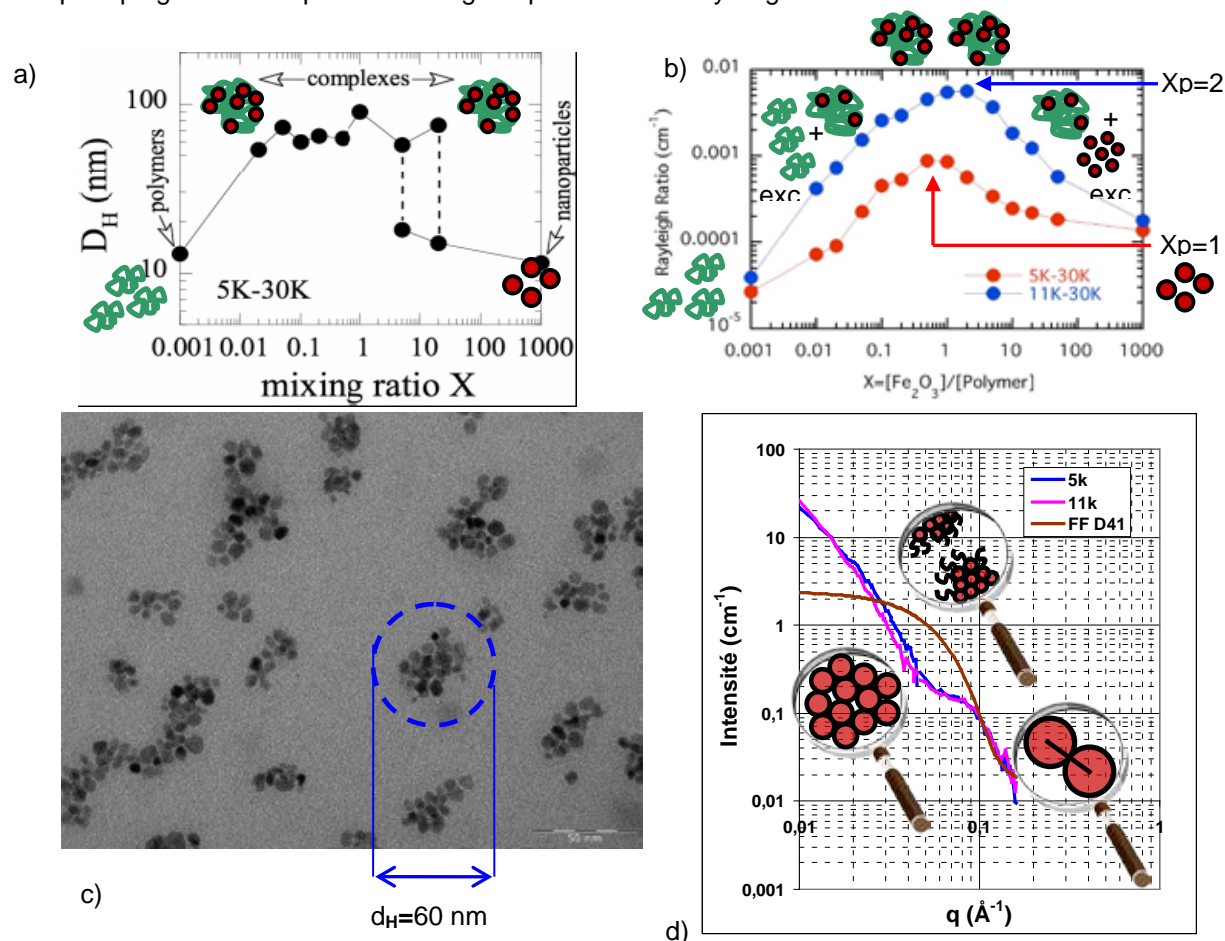 a)
complexes
100
10
D_H (nm)
polymers
nanoparticles
5K-30K
0.001 0.01 0.1 1 10 100 1000
mixing ratio X
b)
0.01
0.001
0.0001
10^-5
Rayleigh Ratio (cm^-1)
Xp=2
+
exc
+
exc
Xp=1
5K-30K
11K-30K
0.001 0.01 0.1 1 10 100 1000
X=[Fe_2O_3]/[Polymer]
50 nm
c)
d_H=60 nm
100
10
1
0,1
0,01
0,001
Intensité (cm^-1)
5k
11k
FF D41
0,01 0,1 1
q (Å^-1)
d)